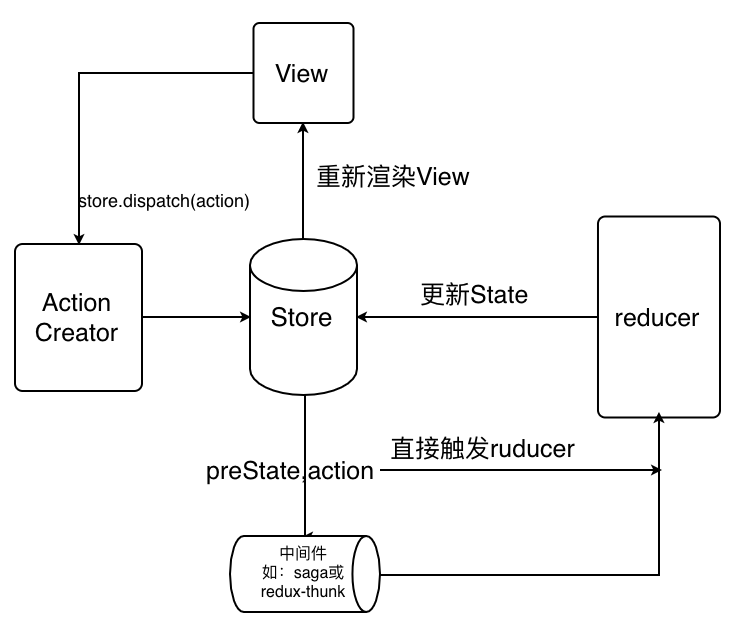 View
重新渲染View
store.dispatch(action)
Action
Creator
Store
更新State
reducer
直接触发ruducer
preState,action
中间件
如：saga或
redux-thunk